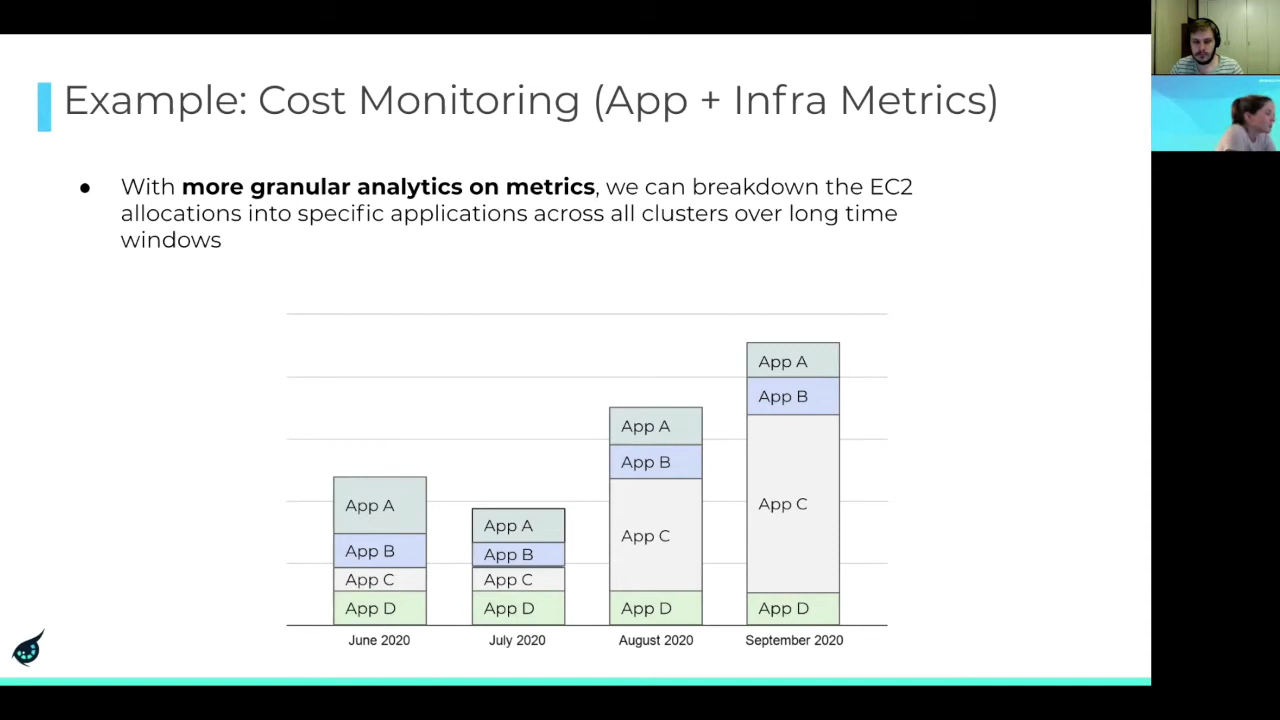 Example: Cost Monitoring (App + Infra Metrics)
● With more granular analytics on metrics, we can breakdown the EC2
allocations into specific applications across all clusters over long time
windows
App A
App B
App C
App D
June 2020
App A
App B
App C
App D
July 2020
App A
App B
App C
App D
August 2020
App A
App B
App C
App D
September 2020